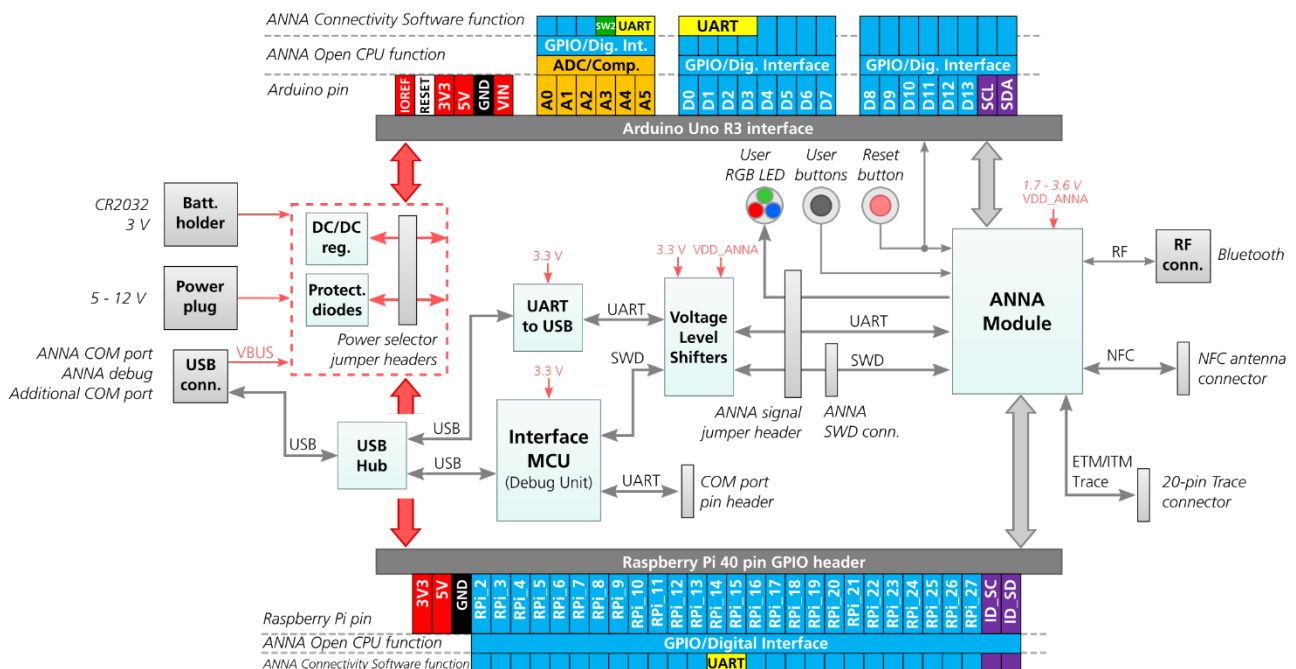 ANNA Connectivity Software function
SW2 UART
UART
ANNA Open CPU function
GPIO/Dig. Int.
ADC/Comp.
GPIO/Dig. Interface
GPIO/Dig. Interface
Arduino pin
IOREF RESET 3V3 5V GND VIN
A0 A1 A2 A3 A4 A5
D0 D1 D2 D3 D4 D5 D6 D7
D8 D9 D10 D11 D12 D13 SCL SDA
Arduino Uno R3 interface
User
RGB LED
User
buttons
Reset
button
1.7 - 3.6 V
VDD_ANNA
CR2032
3 V
Batt.
holder
DC/DC
reg.
5 - 12 V
Power
plug
Protect.
diodes
Power selector
jumper headers
ANNA COM port
ANNA debug
Additional COM port
USB
conn.
VBUS
3.3 V
UART
to USB
UART
3.3 V
VDD_ANNA
Voltage
Level
Shifters
SWD
UART
SWD
ANNA signal
jumper header
ANNA
SWD conn.
ANNA
Module
RF
RF
conn.
Bluetooth
NFC
NFC antenna
connector
ETM/ITM
Trace
20-pin Trace
connector
USB
USB
Hub
USB
USB
3.3 V
Interface
MCU
(Debug Unit)
UART
COM port
pin header
Raspberry Pi 40 pin GPIO header
Raspberry Pi pin
3V3 5V GND RPi_2 RPi_3 RPi_4 RPi_5 RPi_6 RPi_7 RPi_8 RPi_9 RPi_10 RPi_11 RPi_12 RPi_13 RPi_14 RPi_15 RPi_16 RPi_17 RPi_18 RPi_19 RPi_20 RPi_21 RPi_22 RPi_23 RPi_24 RPi_25 RPi_26 RPi_27 ID_SC ID_SD
ANNA Open CPU function
GPIO/Digital Interface
ANNA Connectivity Software function
UART